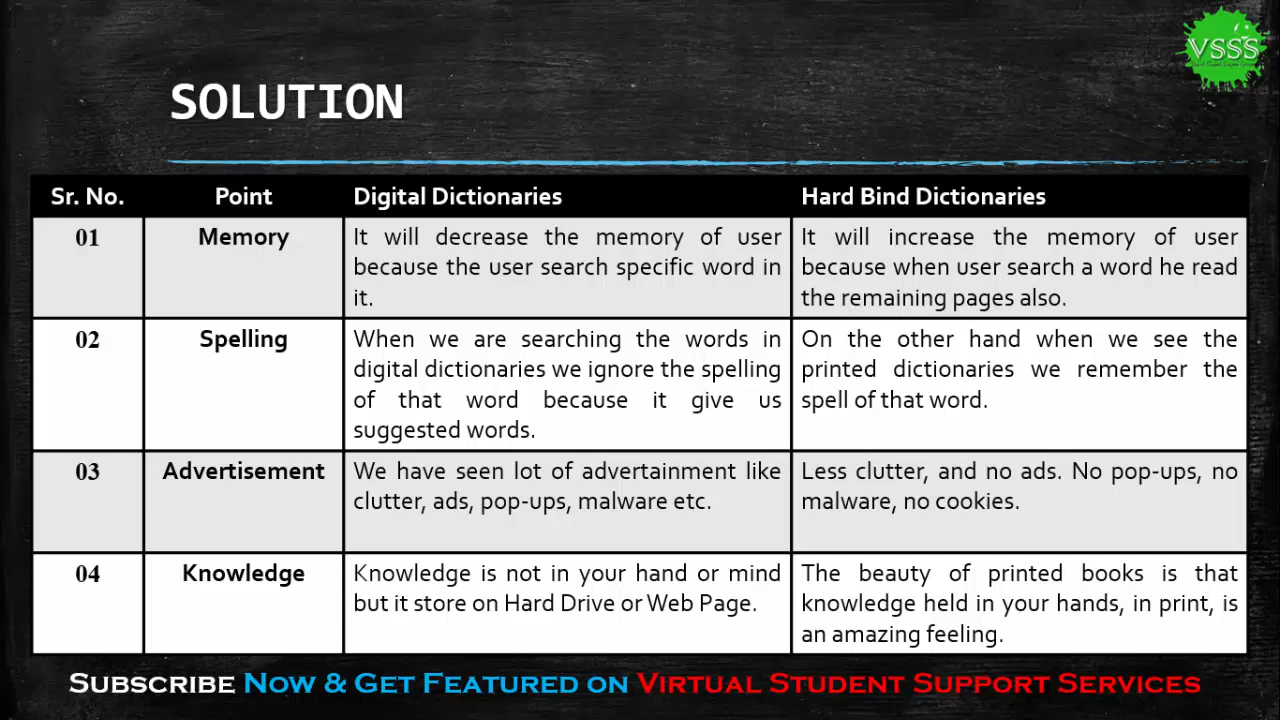 VSSS
SOLUTION
Sr. No. Point Digital Dictionaries Hard Bind Dictionaries
01 Memory
It will decrease the memory of user
because the user search specific word in
it.
It will increase the memory of user
because when user search a word he read
the remaining pages also.
02 Spelling
When we are searching the words in
digital dictionaries we ignore the spelling
of that word because it give us
suggested words.
On the other hand when we see the
printed dictionaries we remember the
spell of that word.
03 Advertisement
We have seen lot of advertainment like
clutter, ads, pop-ups, malware etc.
Less clutter, and no ads. No pop-ups, no
malware, no cookies.
04 Knowledge
Knowledge is not in your hand or mind
but it store on Hard Drive or Web Page.
The beauty of printed books is that
knowledge held in your hands, in print, is
an amazing feeling.
Subscribe Now & Get Featured on Virtual Student Support Services